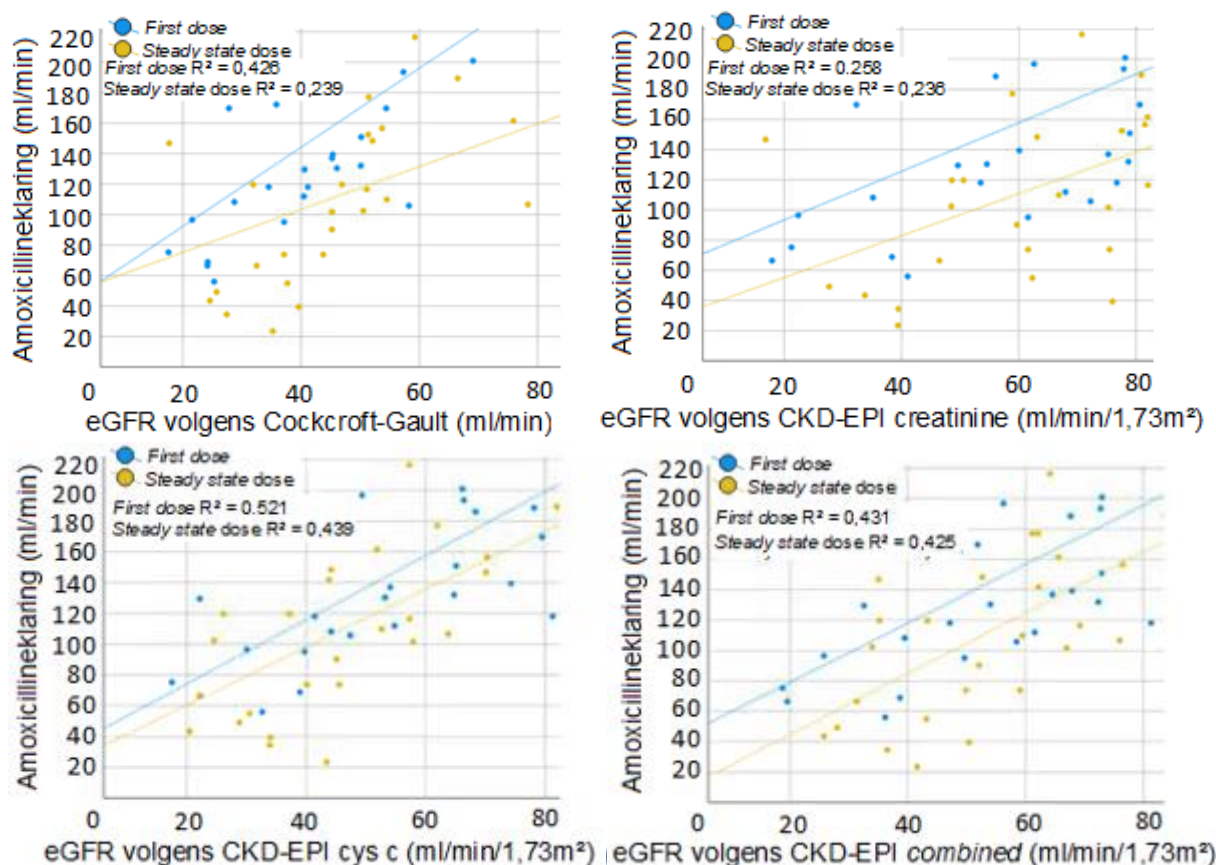 First dose
Steady state dose
First dose R² = 0,426
Steady state dose R² = 0,239
Amoxicillineklaring (ml/min)
220
200
180
160
140
120
100
80
60
40
20
0 20 40 60 80
eGFR volgens Cockcroft-Gault (ml/min)
First dose
Steady state dose
First dose R² = 0.258
Steady state dose R² = 0,236
Amoxicillineklaring (ml/min)
220
200
180
160
140
120
100
80
60
40
20
0 20 40 60 80
eGFR volgens CKD-EPI creatinine (ml/min/1,73m²)
First dose
Steady state dose
First dose R² = 0.521
Steady state dose R² = 0,439
Amoxicillineklaring (ml/min)
220
200
180
160
140
120
100
80
60
40
20
0 20 40 60 80
eGFR volgens CKD-EPI cys c (ml/min/1,73m²)
First dose
Steady state dose
First dose R² = 0,431
Steady state dose R² = 0,425
Amoxicillineklaring (ml/min)
220
200
180
160
140
120
100
80
60
40
20
0 20 40 60 80
eGFR volgens CKD-EPI combined (ml/min/1,73m²)